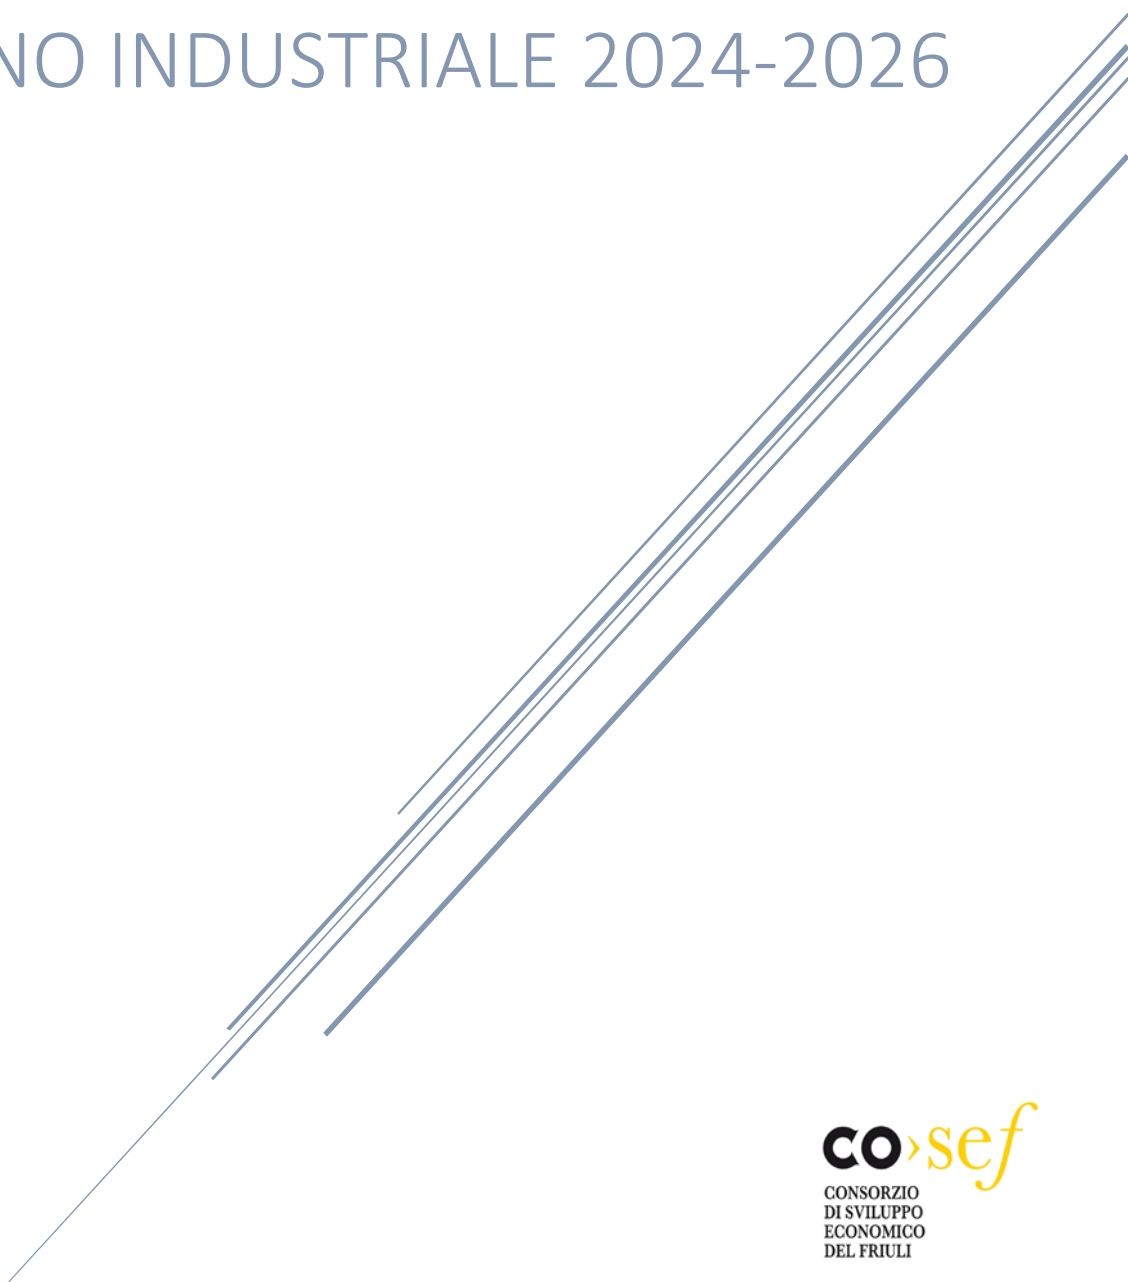 NO INDUSTRIALE 2024-2026
co›sef
CONSORZIO
DI SVILUPPO
ECONOMICO
DEL FRIULI